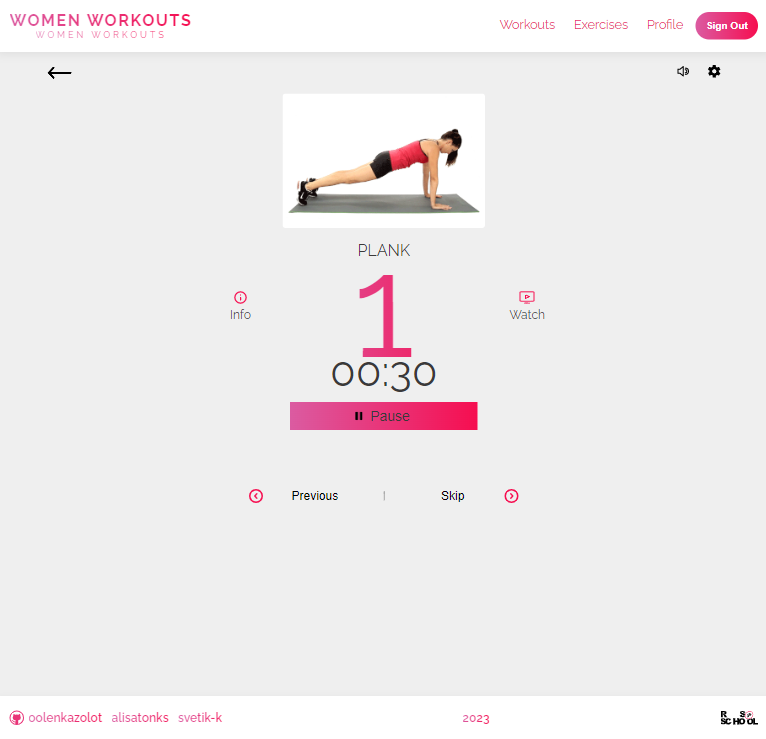 WOMEN WORKOUTS
WOMEN WORKOUTS
Workouts Exercises Profile Sign Out
PLANK
1
Info
Watch
00:30
Pause
Previous | Skip
oolenkazolot alisatonks svetik-k 2023
RS
SCHOOL